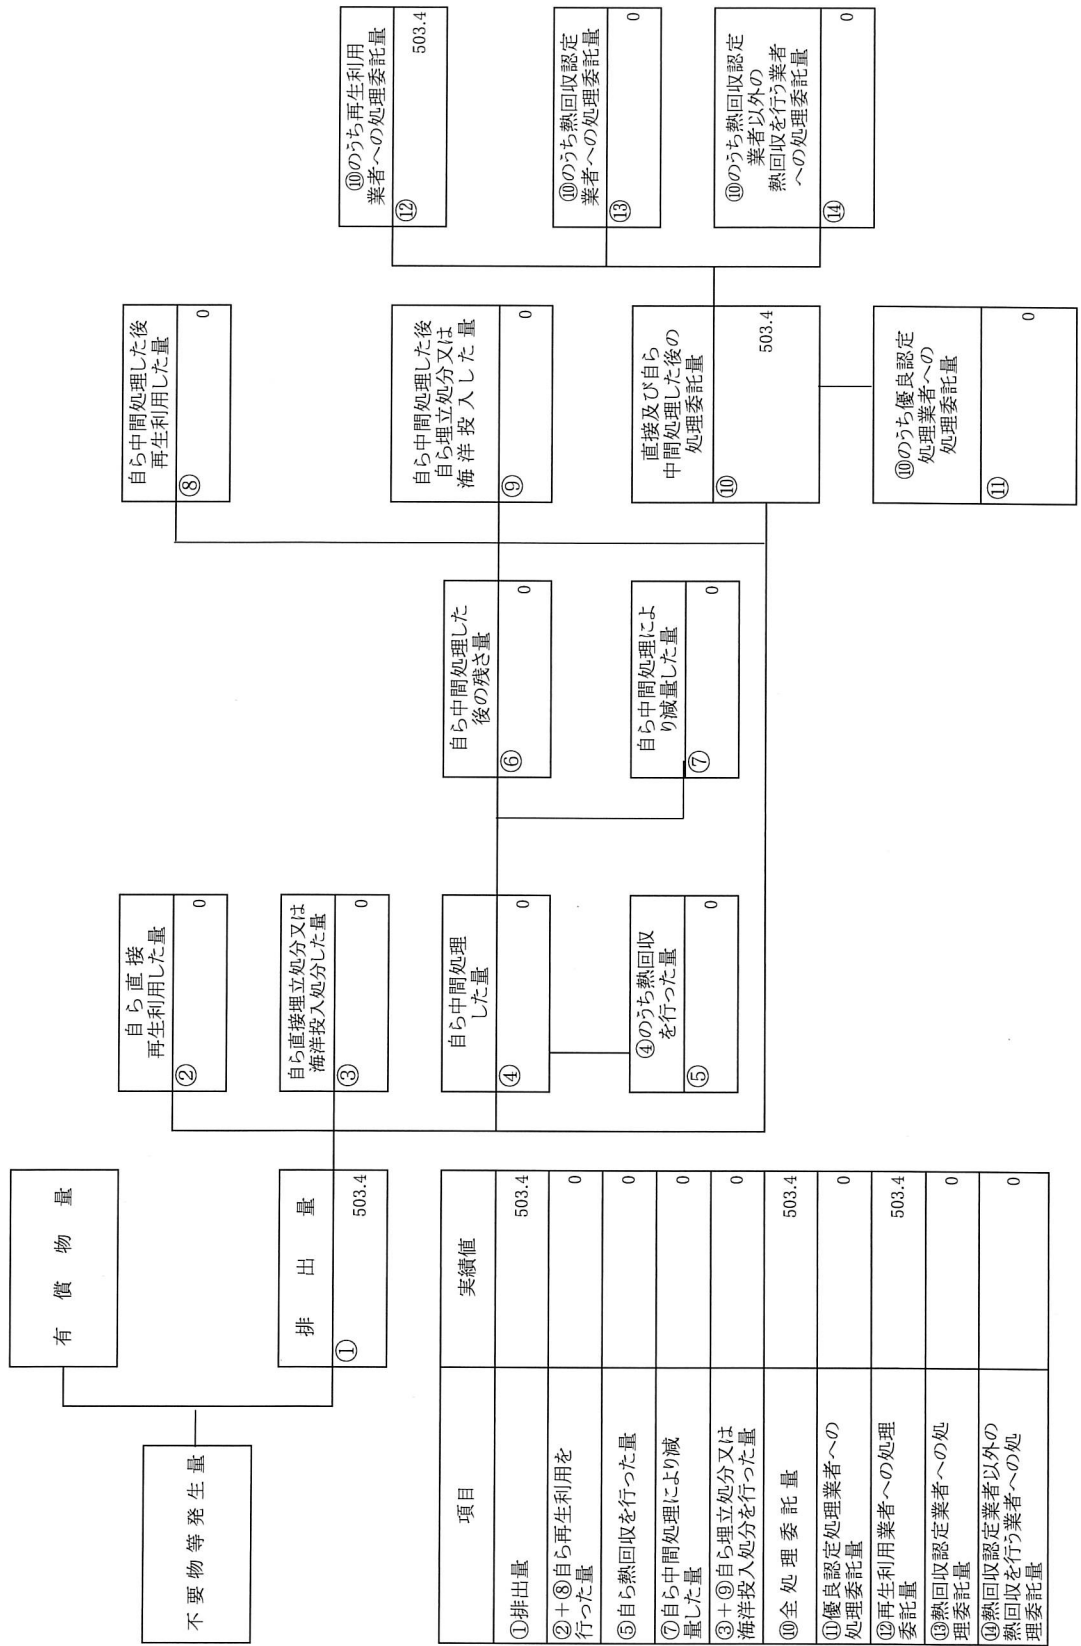 不要物等発生量
有償物量
排出量
①
503.4
自ら直接
再生利用した量
②
0
自ら直接埋立処分又は
海洋投入処分した量
③
0
自ら中間処理
した量
④
0
④のうち熱回収
を行った量
⑤
0
自ら中間処理した
後の残さ量
⑥
0
自ら中間処理によ
り減量した量
⑦
0
自ら中間処理した後
再生利用した量
⑧
0
自ら中間処理した後
自ら埋立処分又は
海洋投入した量
⑨
0
直接及び自ら
中間処理した後の
処理委託量
⑩
503.4
⑩のうち優良認定
処理業者への
処理委託量
⑪
0
⑩のうち再生利用
業者への処理委託量
⑫
503.4
⑩のうち熱回収認定
業者への処理委託量
⑬
0
⑩のうち熱回収認定
業者以外の
熱回収を行う業者
への処理委託量
⑭
0
項目 実績値
①排出量 503.4
②+⑧自ら再生利用を
行った量 0
⑤自ら熱回収を行った量 0
⑦自ら中間処理により減
量した量 0
③+⑨自ら埋立処分又は
海洋投入処分を行った量 0
⑩全処理委託量 503.4
⑪優良認定処理業者への
処理委託量 0
⑫再生利用業者への処理
委託量 503.4
⑬熱回収認定業者への処
理委託量 0
⑭熱回収認定業者以外の
熱回収を行う業者への処
理委託量 0